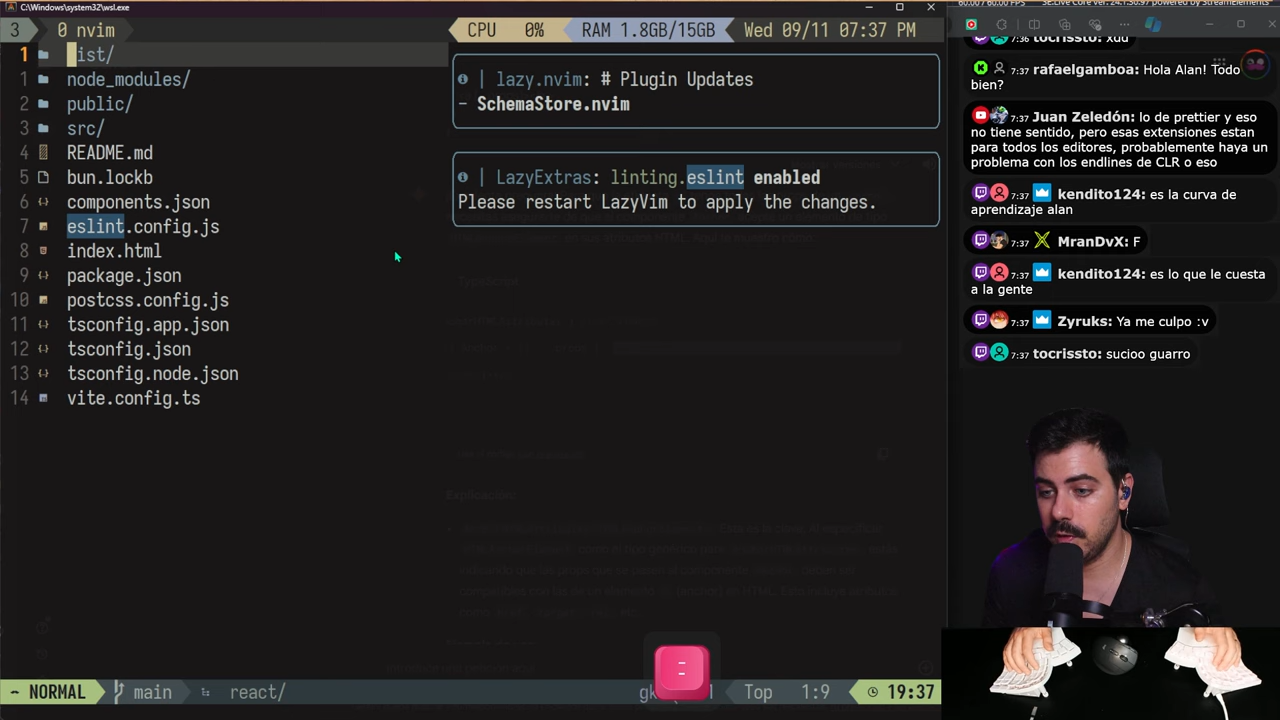 C:\Windows\system32\wsl.exe
3 0 nvim CPU 0% RAM 1.8GB/15GB Wed 09/11 07:37 PM
1 ist/
1 node_modules/
2 public/
3 src/
4 README.md
5 bun.lockb
6 components.json
7 eslint.config.js
8 index.html
9 package.json
10 postcss.config.js
11 tsconfig.app.json
12 tsconfig.json
13 tsconfig.node.json
14 vite.config.ts
| lazy.nvim: # Plugin Updates
- SchemaStore.nvim
| LazyExtras: linting.eslint enabled
Please restart LazyVim to apply the changes.
- NORMAL main react/ Top 1:9 19:37
7:36 tocrissto: xdd
7:37 rafaelgamboa: Hola Alan! Todo
bien?
7:37 Juan Zeledón: lo de prettier y eso
no tiene sentido, pero esas extensiones estan
para todos los editores, probablemente haya un
problema con los endlines de CLR o eso
7:37 kendito124: es la curva de
aprendizaje alan
7:37 MranDvX: F
7:37 kendito124: es lo que le cuesta
a la gente
7:37 Zyruks: Ya me culpo :v
7:37 tocrissto: sucioo guarro